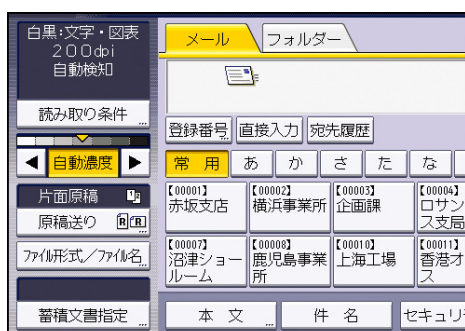 白黒:文字・図表
200dpi
自動検知
読み取り条件
自動濃度
片面原稿
原稿送り
ファイル形式/ファイル名
蓄積文書指定
メール
フォルダー
登録番号
直接入力
宛先履歴
常用
あ
か
さ
た
な
【00001】
赤坂支店
【00002】
横浜事業所
【00003】
企画課
【00004】
ロサン
ス支局
【00007】
沼津ショー
ルーム
【00008】
鹿児島事業
所
【00010】
上海工場
【00011】
香港オ
ス
本文
件名
セキュリ